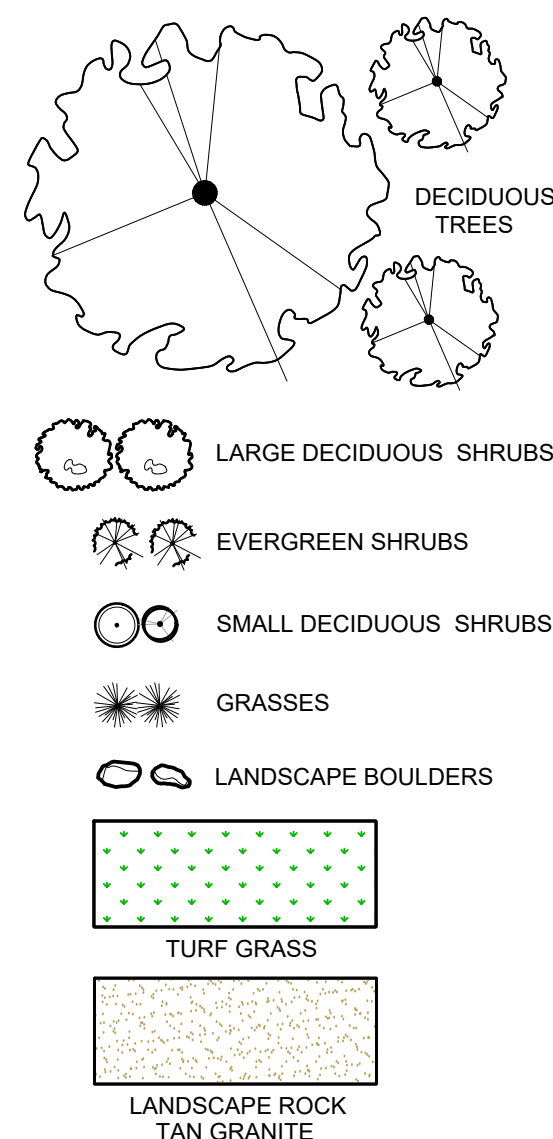 DECIDUOUS
TREES
LARGE DECIDUOUS SHRUBS
EVERGREEN SHRUBS
SMALL DECIDUOUS SHRUBS
GRASSES
LANDSCAPE BOULDERS
TURF GRASS
LANDSCAPE ROCK
TAN GRANITE